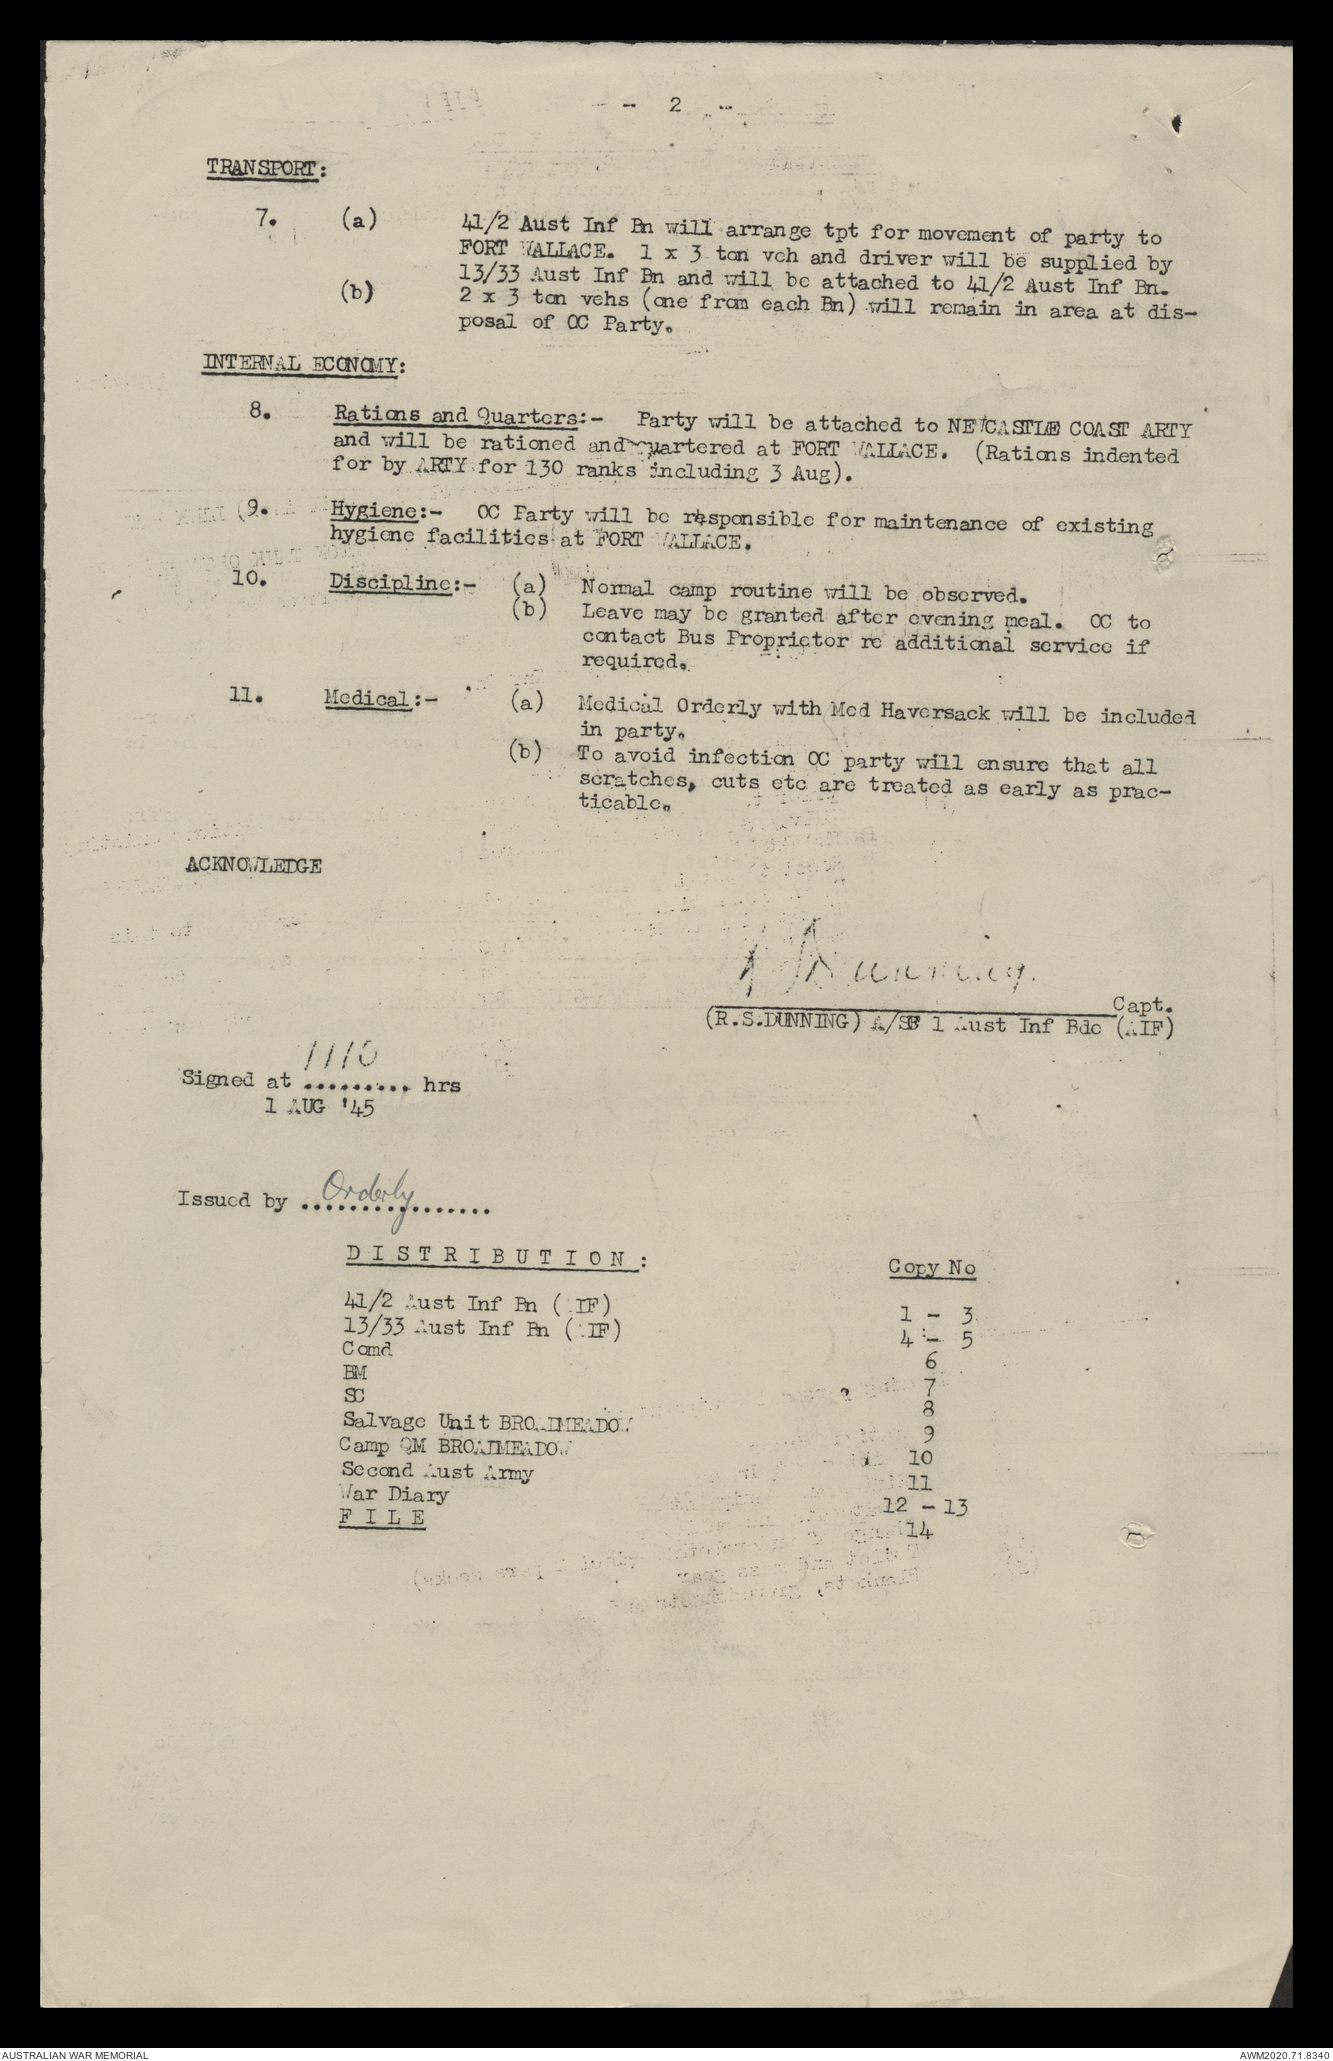 - 2 -
TRANSPORT:
7. (a) 41/2 Aust Inf Bn will arrange tpt for movement of party to
FORT WALLACE. 1 x 3 ton veh and driver will be supplied by
13/33 Aust Inf Bn and will be attached to 41/2 Aust Inf Bn.
(b) 2 x 3 ton vehs (one from each Bn) will remain in area at dis-
posal of OC Party.
INTERNAL ECONOMY:
8. Rations and Quarters:- Party will be attached to NEWCASTLE COAST ARTY
and will be rationed and quartered at FORT WALLACE. (Rations indented
for by ARTY for 130 ranks including 3 Aug).
9. Hygiene:- OC Party will be responsible for maintenance of existing
hygiene facilities at FORT WALLACE.
10. Discipline:- (a) Normal camp routine will be observed.
(b) Leave may be granted after evening meal. OC to
contact Bus Proprietor re additional service if
required.
11. Medical:- (a) Medical Orderly with Med Haversack will be included
in party.
(b) To avoid infection OC party will ensure that all
scratches, cuts etc are treated as early as prac-
ticable.
ACKNOWLEDGE
Dunning.
Capt.
(R.S.DUNNING) A/SC 1 Aust Inf Bde (AIF)
1110
Signed at ......... hrs
1 AUG '45
Issued by Orderly
DISTRIBUTION: Copy No
41/2 Aust Inf Bn (AIF) 1 - 3
13/33 Aust Inf Bn (AIF) 4 - 5
Comd 6
BM 7
SC 8
Salvage Unit BROADMEADOW 9
Camp QM BROADMEADOW 10
Second Aust Army 11
War Diary 12 - 13
FILE 14
AUSTRALIAN WAR MEMORIAL
AWM2020.71.8340